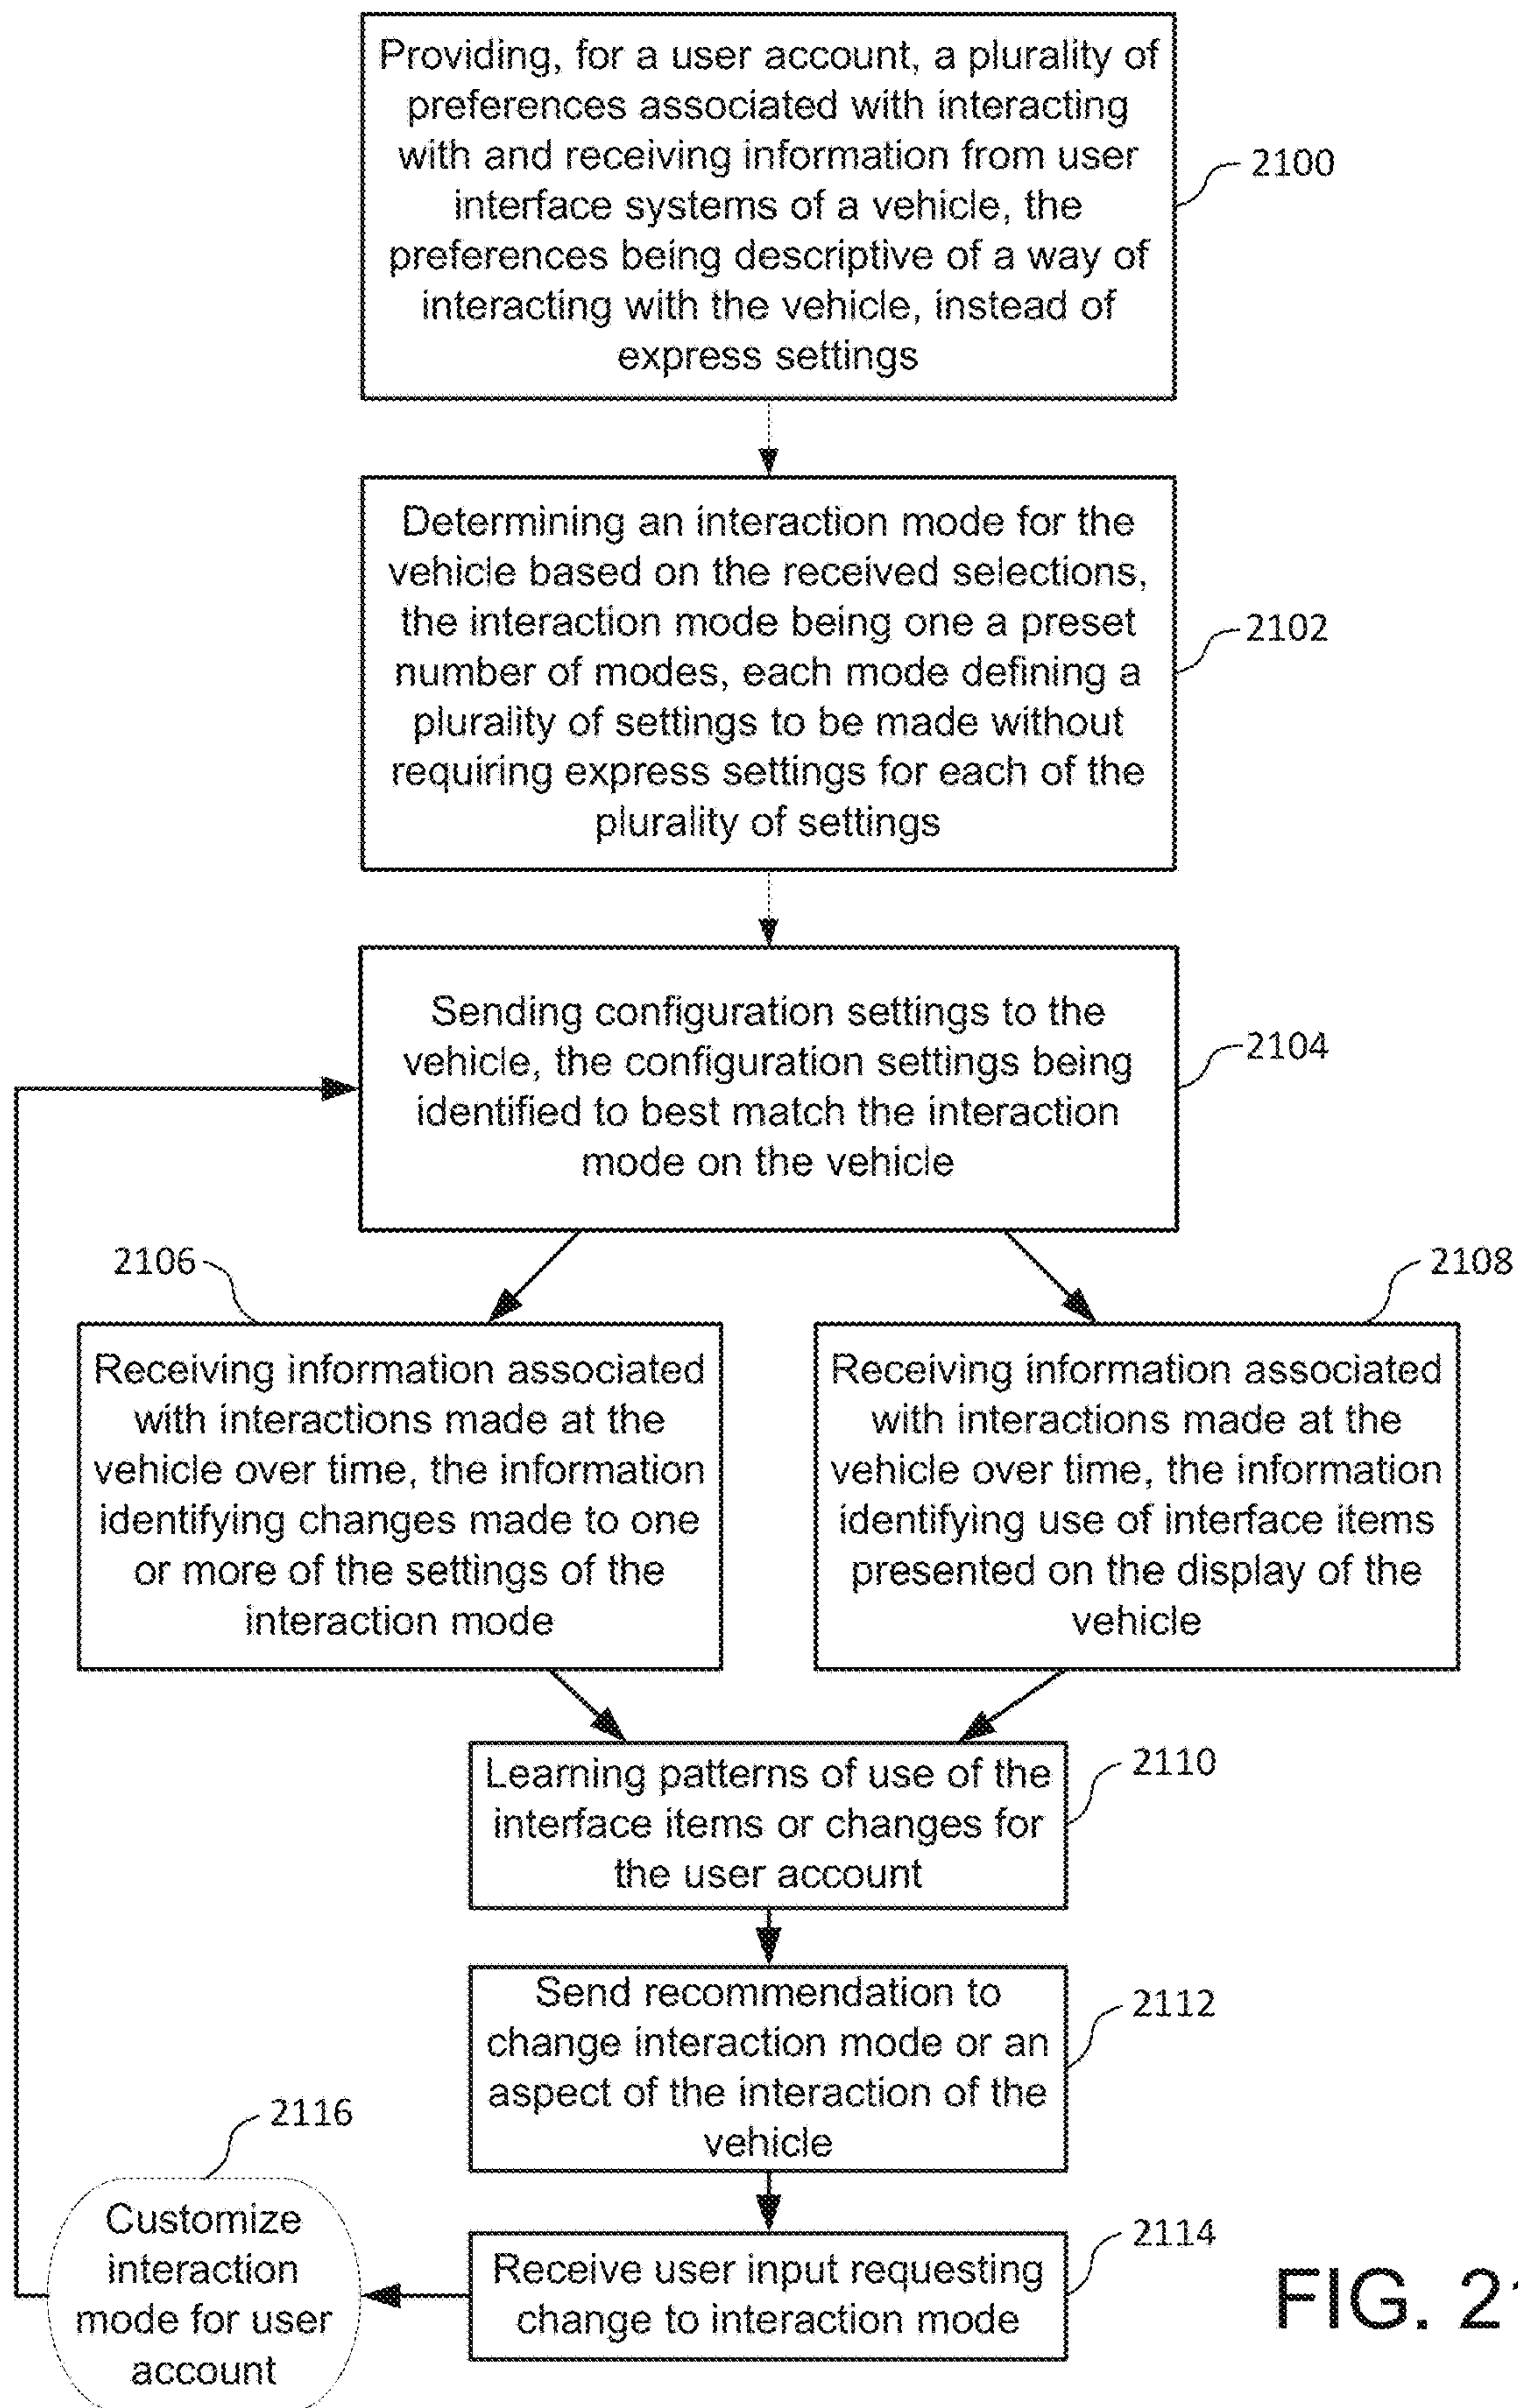 Providing, for a user account, a plurality of
preferences associated with interacting
with and receiving information from user
interface systems of a vehicle, the
preferences being descriptive of a way of
interacting with the vehicle, instead of
express settings
2100
Determining an interaction mode for the
vehicle based on the received selections,
the interaction mode being one a preset
number of modes, each mode defining a
plurality of settings to be made without
requiring express settings for each of the
plurality of settings
2102
Sending configuration settings to the
vehicle, the configuration settings being
identified to best match the interaction
mode on the vehicle
2104
2106
Receiving information associated
with interactions made at the
vehicle over time, the information
identifying changes made to one
or more of the settings of the
interaction mode
2108
Receiving information associated
with interactions made at the
vehicle over time, the information
identifying use of interface items
presented on the display of the
vehicle
Learning patterns of use of the
interface items or changes for
the user account
2110
Send recommendation to
change interaction mode or an
aspect of the interaction of the
vehicle
2112
Receive user input requesting
change to interaction mode
2114
2116
Customize
interaction
mode for user
account
FIG. 21